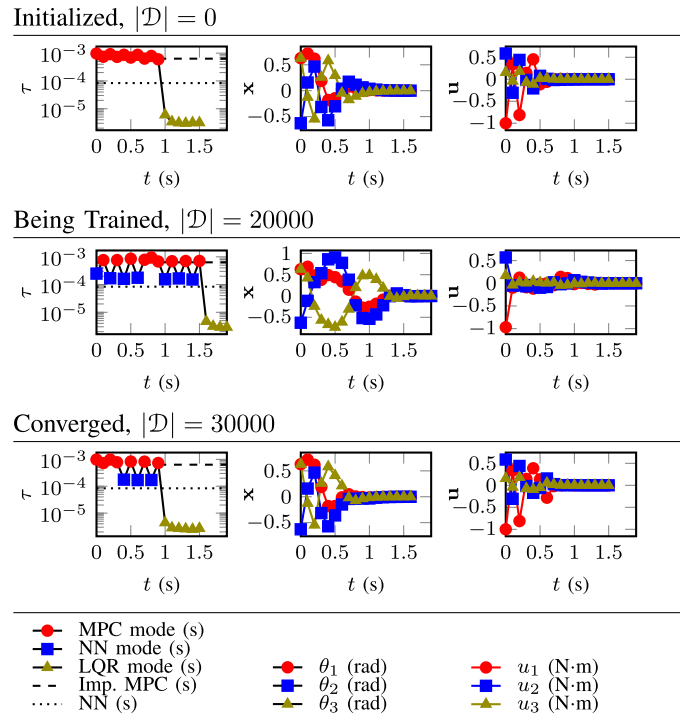 Initialized, |𝒟| = 0
10⁻³
10⁻⁴
10⁻⁵
τ
0 0.5 1 1.5
t (s)
0.5
0
−0.5
x
0 0.5 1 1.5
t (s)
0.5
0
−0.5
−1
u
0 0.5 1 1.5
t (s)
Being Trained, |𝒟| = 20000
10⁻³
10⁻⁴
10⁻⁵
τ
0 0.5 1 1.5
t (s)
1
0.5
0
−0.5
x
0 0.5 1 1.5
t (s)
0.5
0
−0.5
−1
u
0 0.5 1 1.5
t (s)
Converged, |𝒟| = 30000
10⁻³
10⁻⁴
10⁻⁵
τ
0 0.5 1 1.5
t (s)
0.5
0
−0.5
x
0 0.5 1 1.5
t (s)
0.5
0
−0.5
−1
u
0 0.5 1 1.5
t (s)
MPC mode (s)
NN mode (s)
LQR mode (s)
Imp. MPC (s)
NN (s)
θ₁ (rad)
θ₂ (rad)
θ₃ (rad)
u₁ (N·m)
u₂ (N·m)
u₃ (N·m)